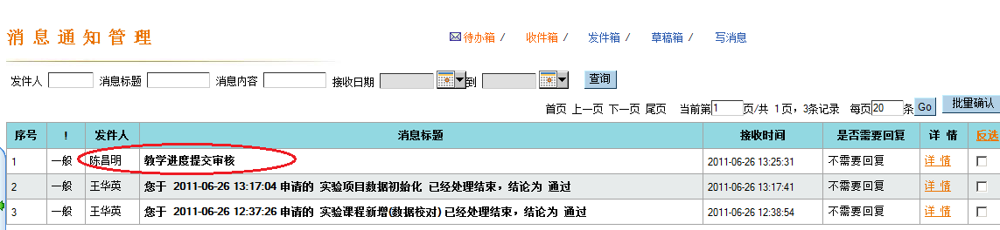 消息通知管理
待办箱 / 收件箱 / 发件箱 / 草稿箱 / 写消息
发件人 消息标题 消息内容 接收日期 到 查询
首页 上一页 下一页 尾页 当前第1页/共 1页，3条记录 每页20条 Go 批量确认
序号 ! 发件人 消息标题 接收时间 是否需要回复 详 情 反选
1 一般 陈昌明 教学进度提交审核 2011-06-26 13:25:31 不需要回复 详 情
2 一般 王华英 您于 2011-06-26 13:17:04 申请的 实验项目数据初始化 已经处理结束，结论为 通过 2011-06-26 13:17:41 不需要回复 详 情
3 一般 王华英 您于 2011-06-26 12:37:26 申请的 实验课程新增(数据校对) 已经处理结束，结论为 通过 2011-06-26 12:38:54 不需要回复 详 情